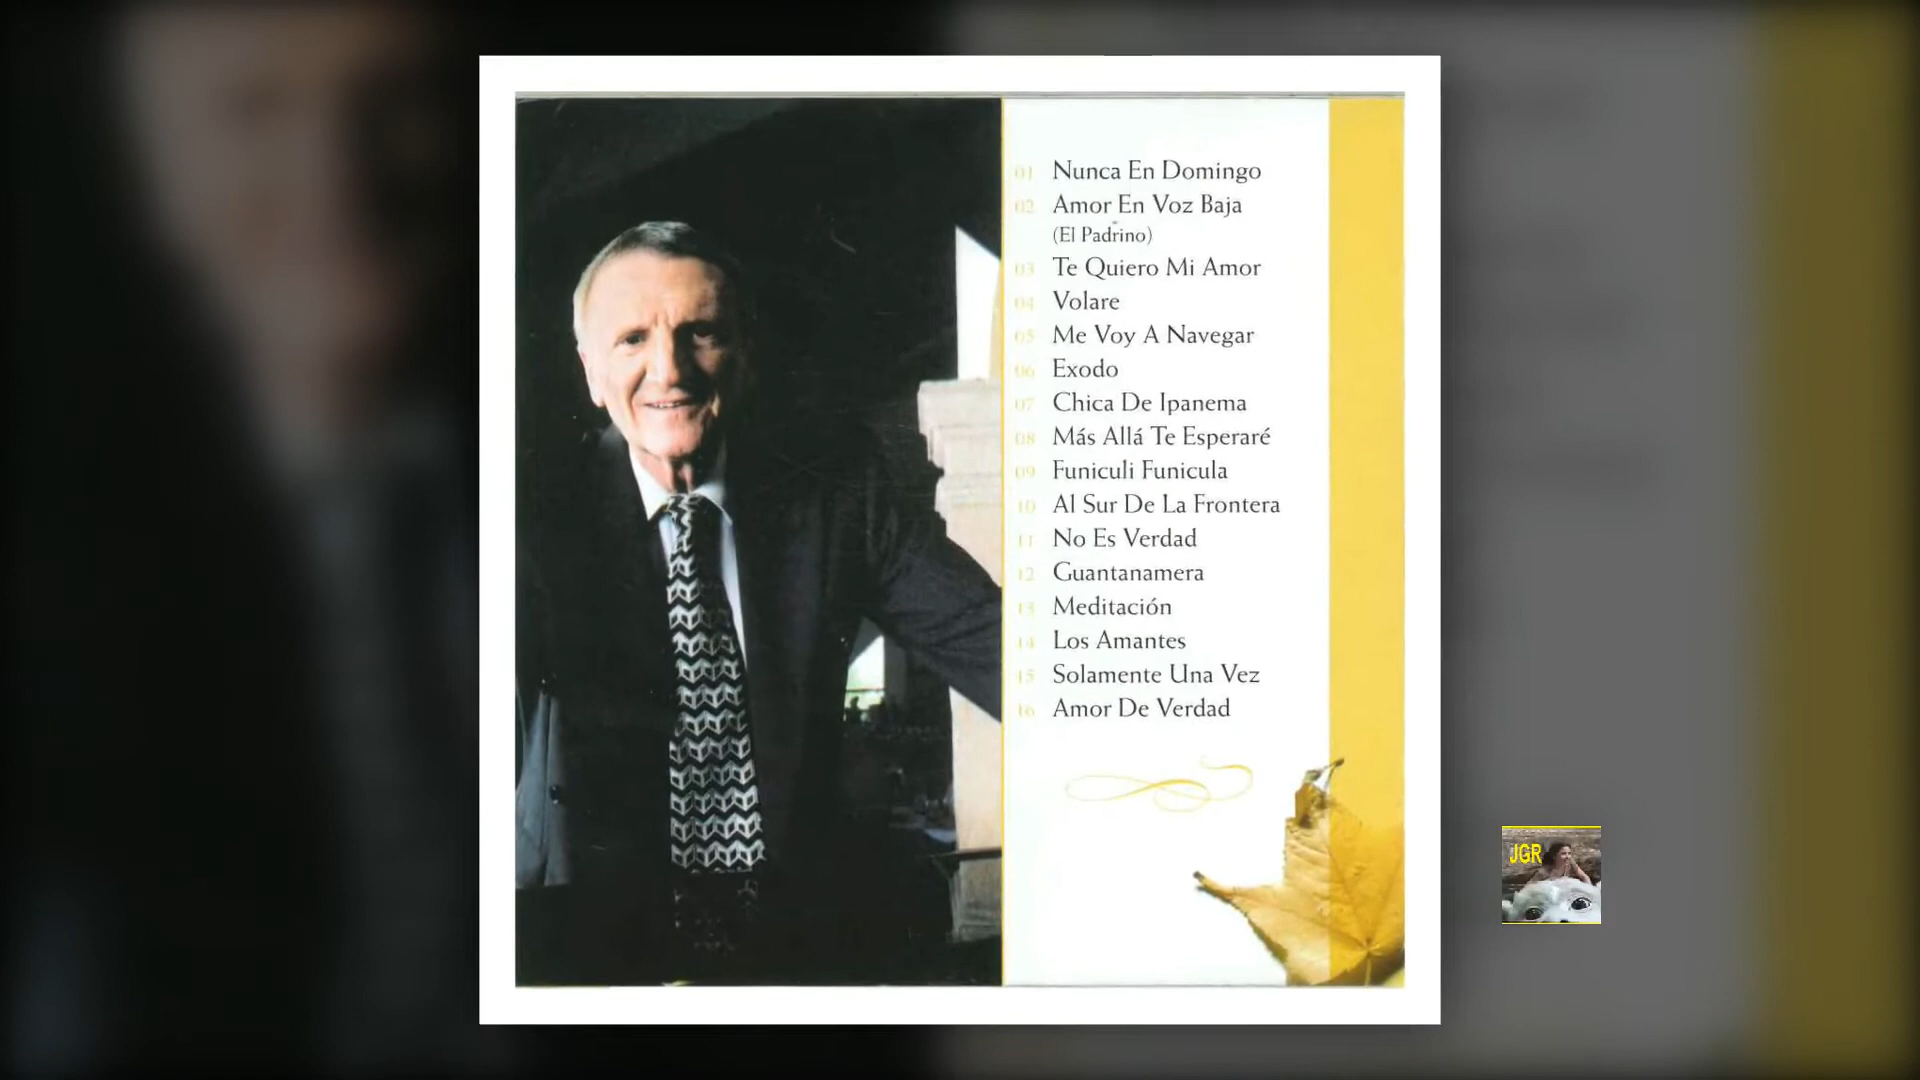 01 Nunca En Domingo
02 Amor En Voz Baja
(El Padrino)
03 Te Quiero Mi Amor
04 Volare
05 Me Voy A Navegar
06 Exodo
07 Chica De Ipanema
08 Más Allá Te Esperaré
09 Funiculi Funicula
10 Al Sur De La Frontera
11 No Es Verdad
12 Guantanamera
13 Meditación
14 Los Amantes
15 Solamente Una Vez
16 Amor De Verdad
JGR